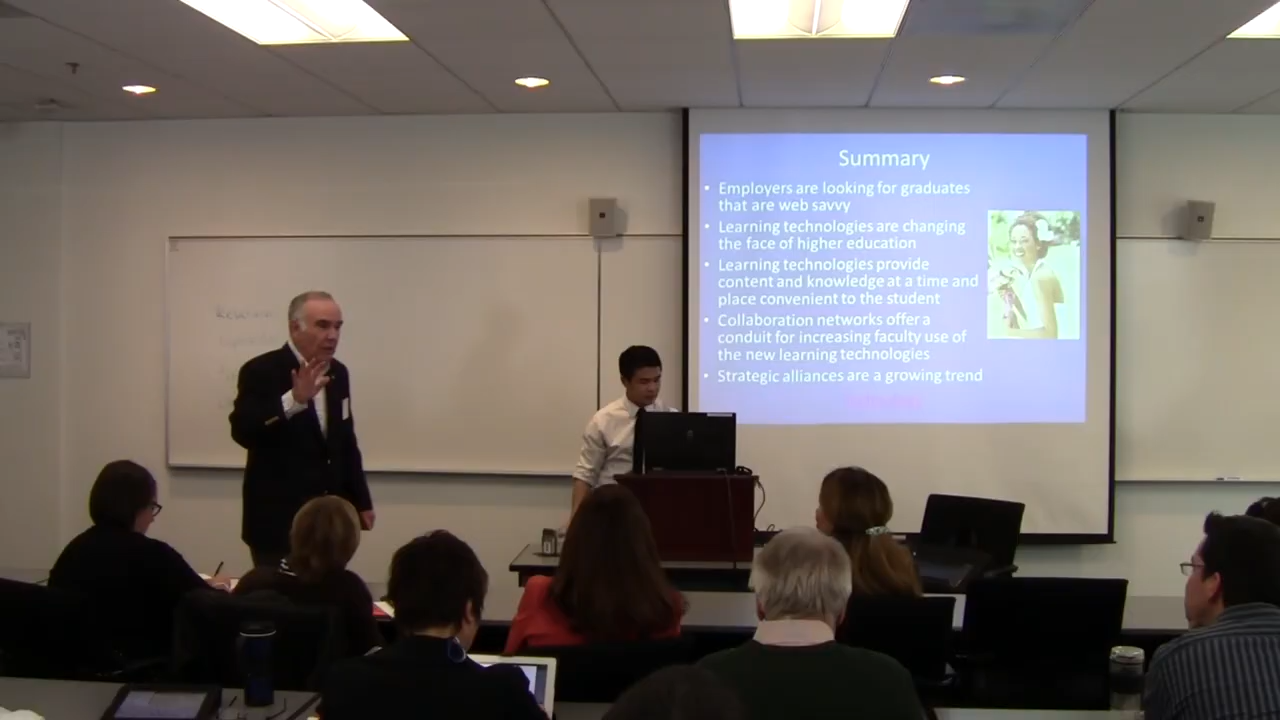 Summary
• Employers are looking for graduates
that are web savvy
• Learning technologies are changing
the face of higher education
• Learning technologies provide
content and knowledge at a time and
place convenient to the student
• Collaboration networks offer a
conduit for increasing faculty use of
the new learning technologies
• Strategic alliances are a growing trend